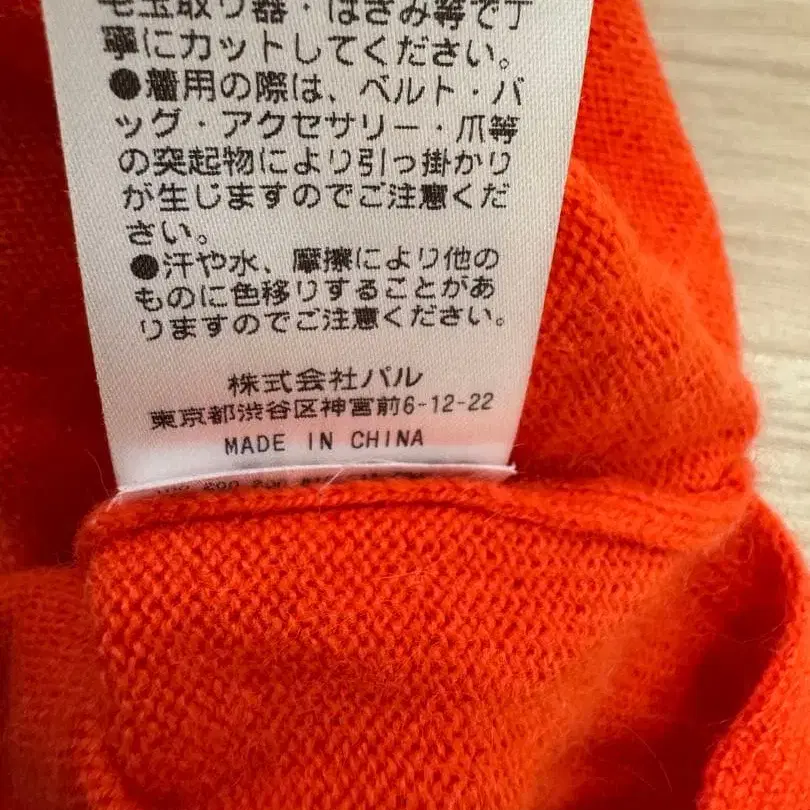 毛玉取り器・はさみ等で丁
寧にカットしてください。
●着用の際は、ベルト・バ
ッグ・アクセサリー・爪等
の突起物により引っ掛かり
が生じますのでご注意くだ
さい。
●汗や水、摩擦により他の
ものに色移りすることがあ
りますのでご注意ください。
株式会社パル
東京都渋谷区神宮前6-12-22
MADE IN CHINA